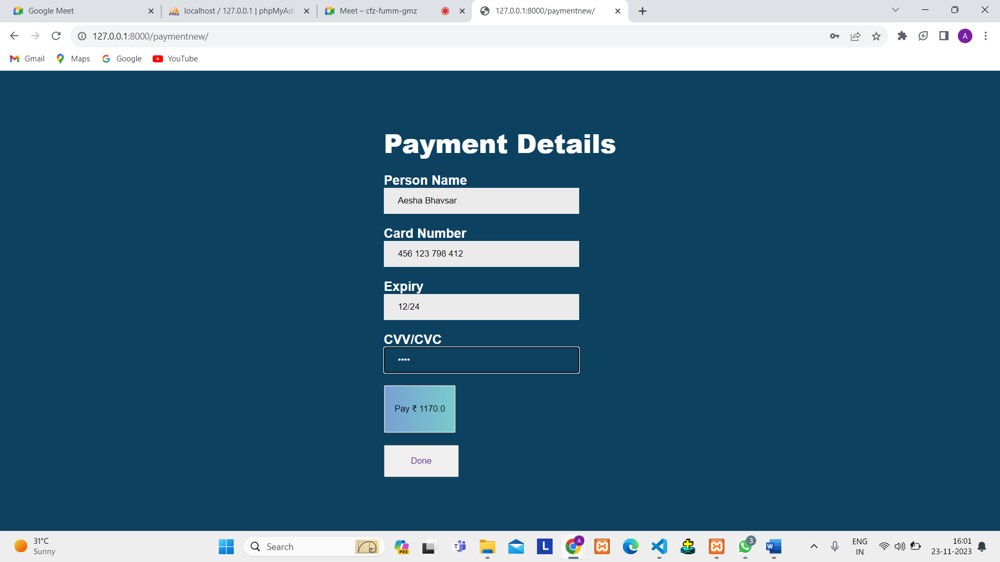 Google Meet
localhost / 127.0.0.1 | phpMyAdr
Meet – cfz-fumm-gmz
127.0.0.1:8000/paymentnew/
127.0.0.1:8000/paymentnew/
A
Gmail
Maps
Google
YouTube
Payment Details
Person Name
Aesha Bhavsar
Card Number
456 123 798 412
Expiry
12/24
CVV/CVC
••••
Pay ₹ 1170.0
Done
31°C
Sunny
Search
PRE
L
A
3
W
ENG
IN
16:01
23-11-2023